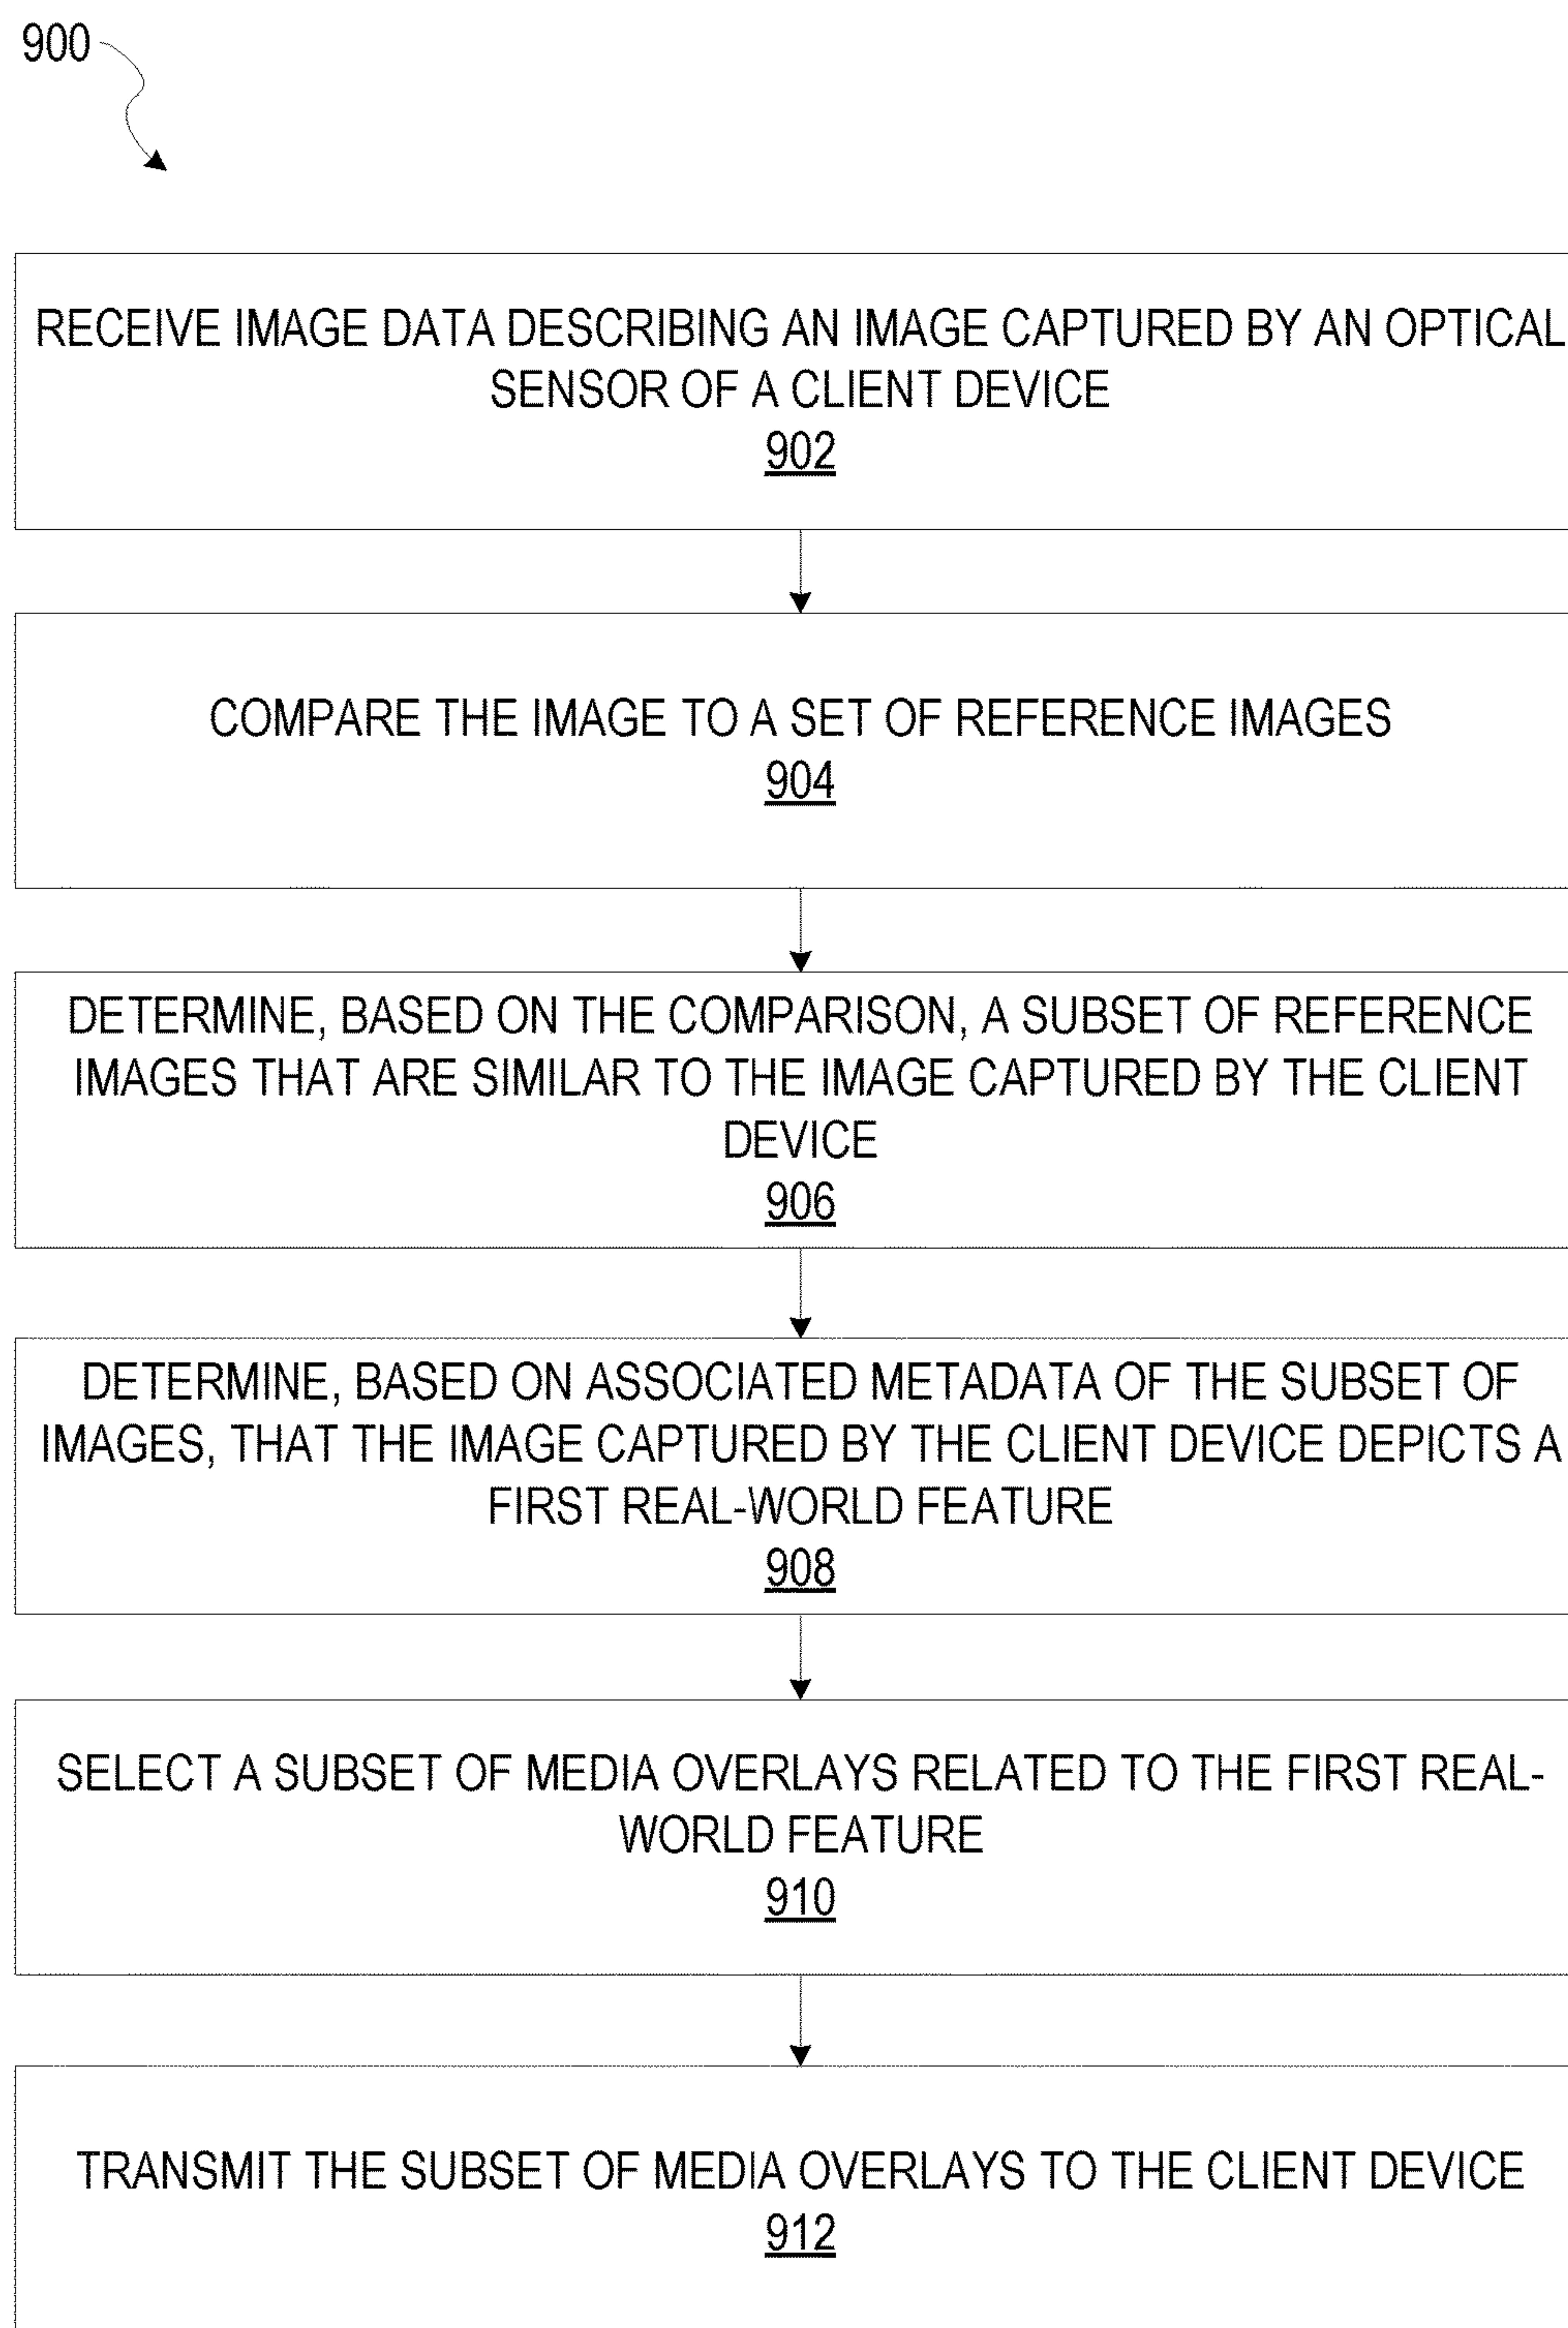 900
RECEIVE IMAGE DATA DESCRIBING AN IMAGE CAPTURED BY AN OPTICAL
SENSOR OF A CLIENT DEVICE
902
COMPARE THE IMAGE TO A SET OF REFERENCE IMAGES
904
DETERMINE, BASED ON THE COMPARISON, A SUBSET OF REFERENCE
IMAGES THAT ARE SIMILAR TO THE IMAGE CAPTURED BY THE CLIENT
DEVICE
906
DETERMINE, BASED ON ASSOCIATED METADATA OF THE SUBSET OF
IMAGES, THAT THE IMAGE CAPTURED BY THE CLIENT DEVICE DEPICTS A
FIRST REAL-WORLD FEATURE
908
SELECT A SUBSET OF MEDIA OVERLAYS RELATED TO THE FIRST REAL-
WORLD FEATURE
910
TRANSMIT THE SUBSET OF MEDIA OVERLAYS TO THE CLIENT DEVICE
912